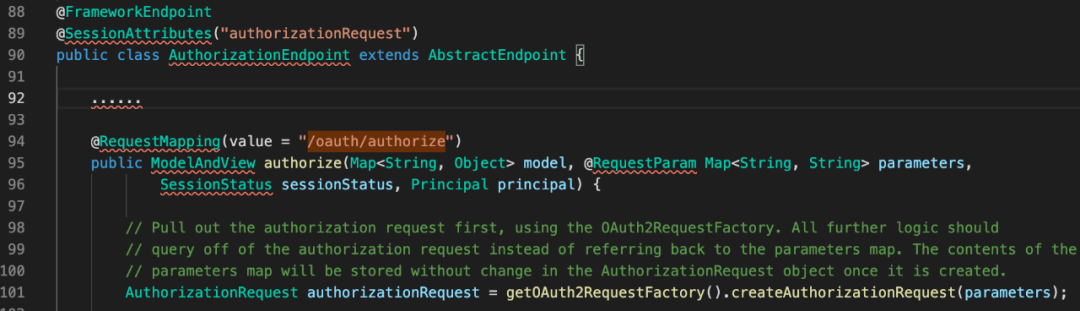 88 @FrameworkEndpoint
89 @SessionAttributes("authorizationRequest")
90 public class AuthorizationEndpoint extends AbstractEndpoint {
91
92 ......
93
94 @RequestMapping(value = "/oauth/authorize")
95 public ModelAndView authorize(Map<String, Object> model, @RequestParam Map<String, String> parameters,
96 SessionStatus sessionStatus, Principal principal) {
97
98 // Pull out the authorization request first, using the OAuth2RequestFactory. All further logic should
99 // query off of the authorization request instead of referring back to the parameters map. The contents of the
100 // parameters map will be stored without change in the AuthorizationRequest object once it is created.
101 AuthorizationRequest authorizationRequest = getOAuth2RequestFactory().createAuthorizationRequest(parameters);